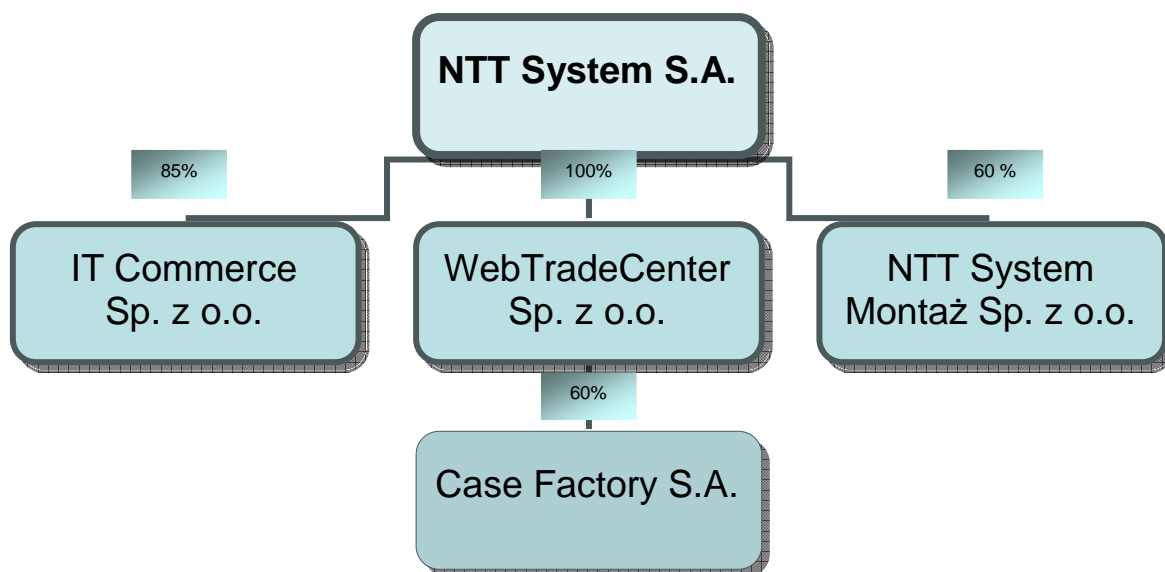 NTT System S.A.
85%
100%
60 %
IT Commerce
Sp. z o.o.
WebTradeCenter
Sp. z o.o.
NTT System
Montaż Sp. z o.o.
60%
Case Factory S.A.